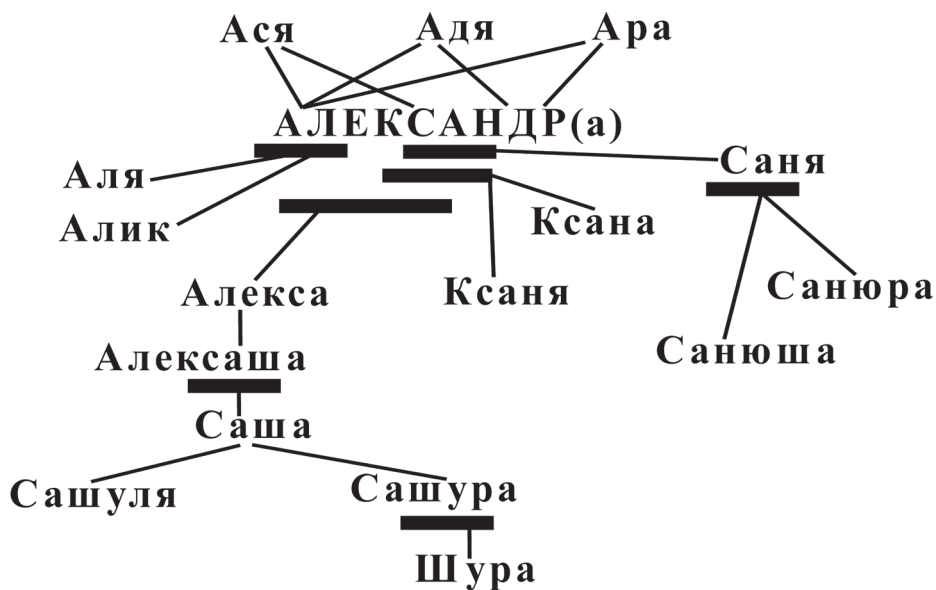 Ася Адя Ара
АЛЕКСАНДР(а)
Саня
Аля
Алик
Ксана
Санюра
Алекса
Ксаня
Санюша
Алексаша
Саша
Сашуля
Сашура
Шура